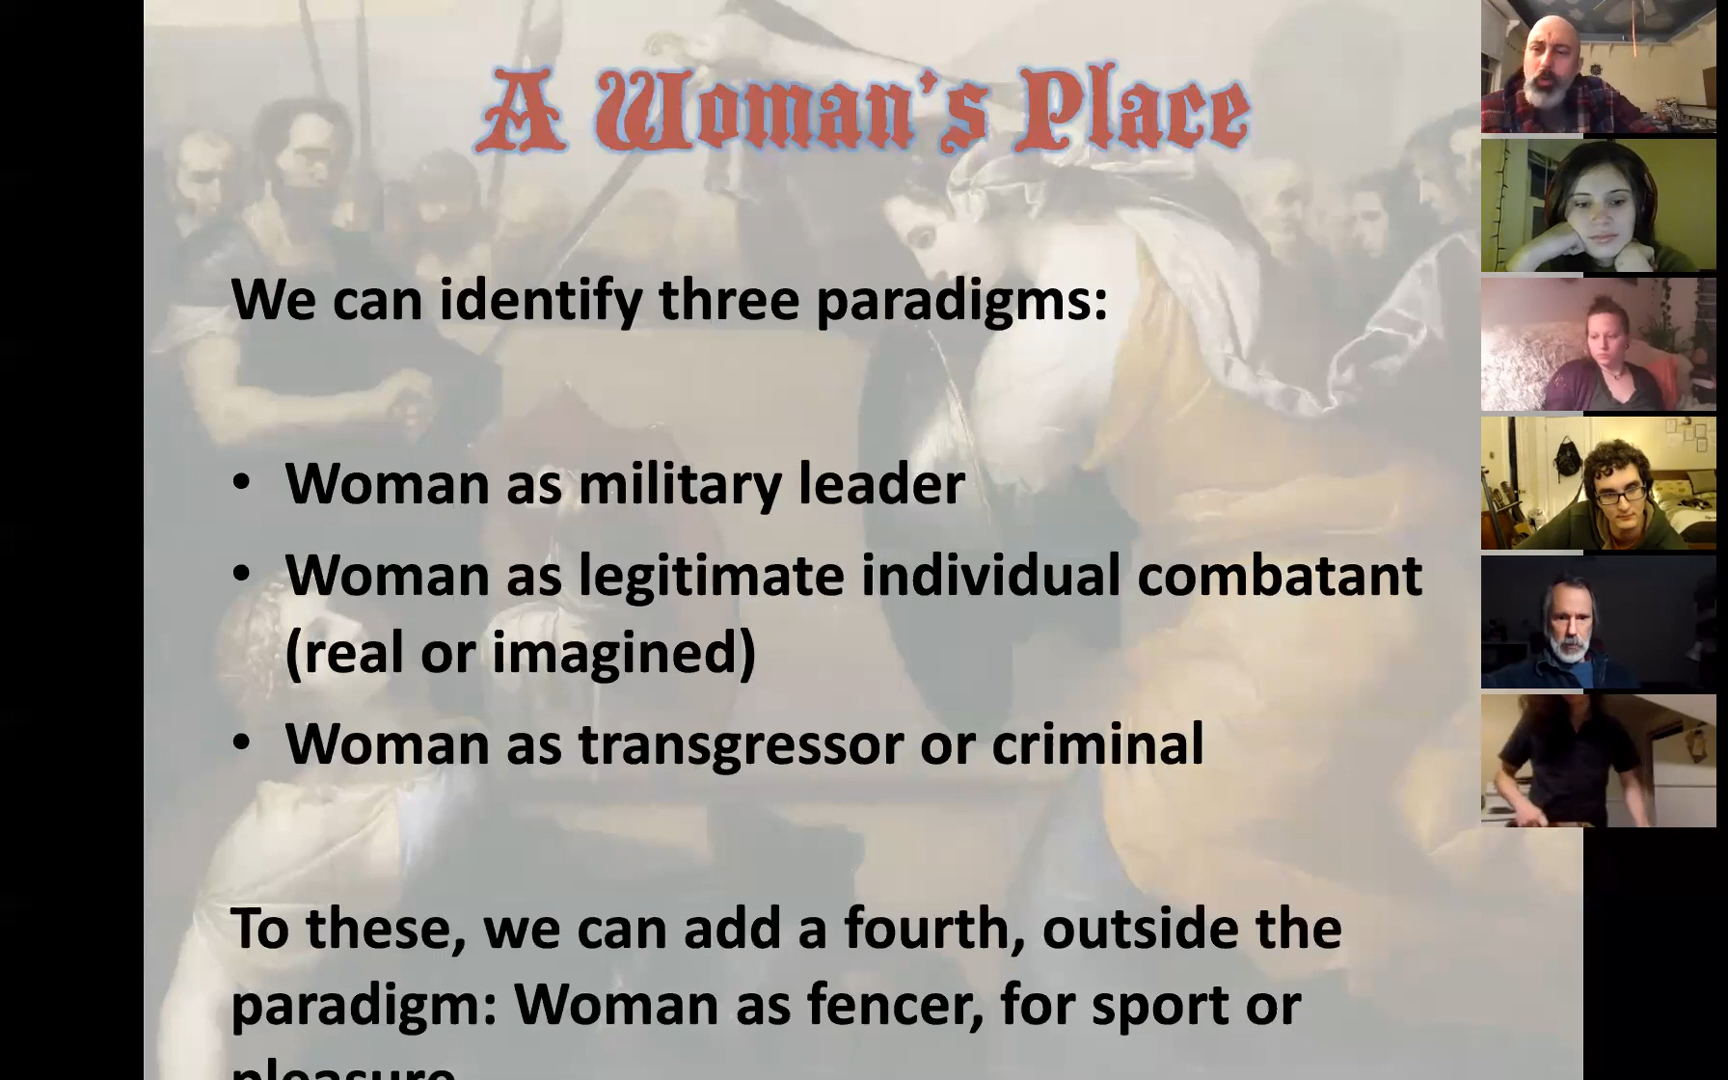 A Woman's Place
We can identify three paradigms:
• Woman as military leader
• Woman as legitimate individual combatant
(real or imagined)
• Woman as transgressor or criminal
To these, we can add a fourth, outside the
paradigm: Woman as fencer, for sport or
pleasure